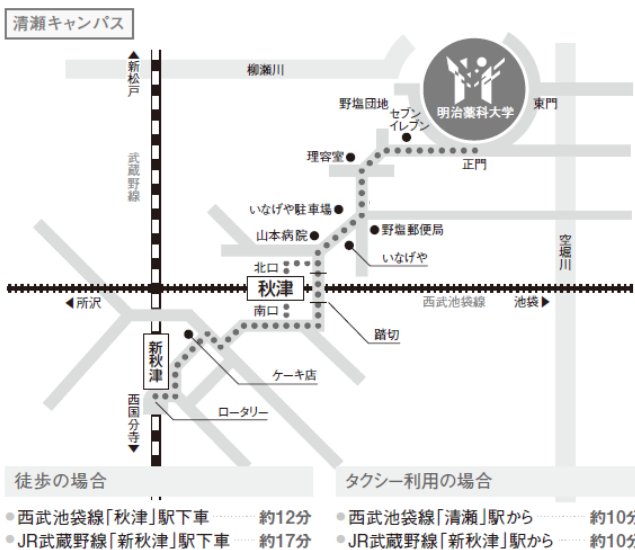 清瀬キャンパス
▲新松戸
柳瀬川
武蔵野線
野塩団地
セブン
イレブン
明治薬科大学
東門
正門
理容室
いなげや駐車場
山本病院
野塩郵便局
いなげや
空堀川
北口
秋津
南口
◀所沢
西武池袋線
池袋▶
踏切
新秋津
ケーキ店
ロータリー
西国分寺▼
徒歩の場合
西武池袋線「秋津」駅下車 約12分
JR武蔵野線「新秋津」駅下車 約17分
タクシー利用の場合
西武池袋線「清瀬」駅から 約10分
JR武蔵野線「新秋津」駅から 約10分